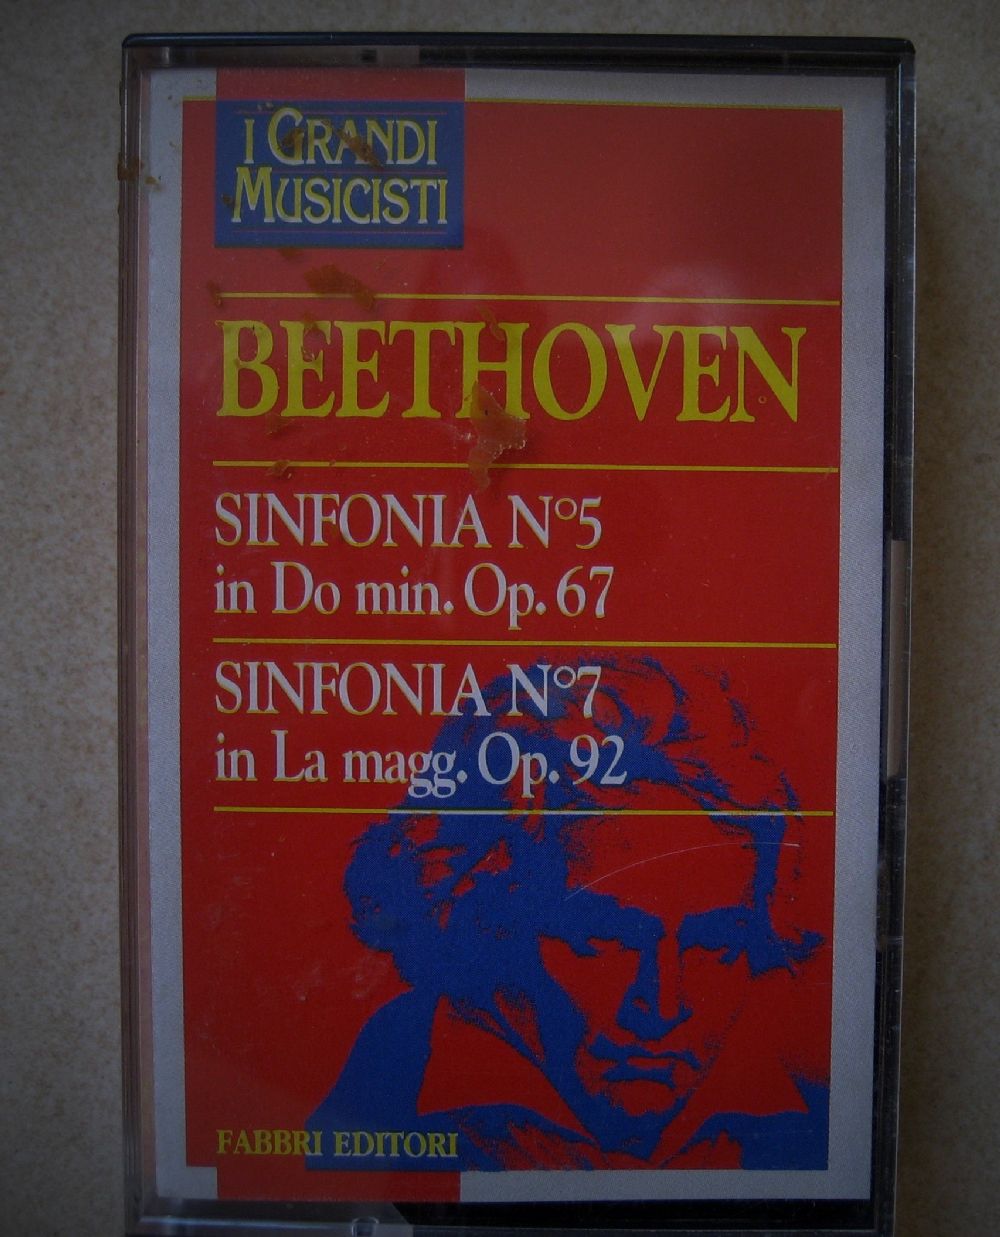 I GRANDI
MUSICISTI
BEETHOVEN
SINFONIA N°5
in Do min. Op. 67
SINFONIA N°7
in La magg. Op. 92
FABBRI EDITORI